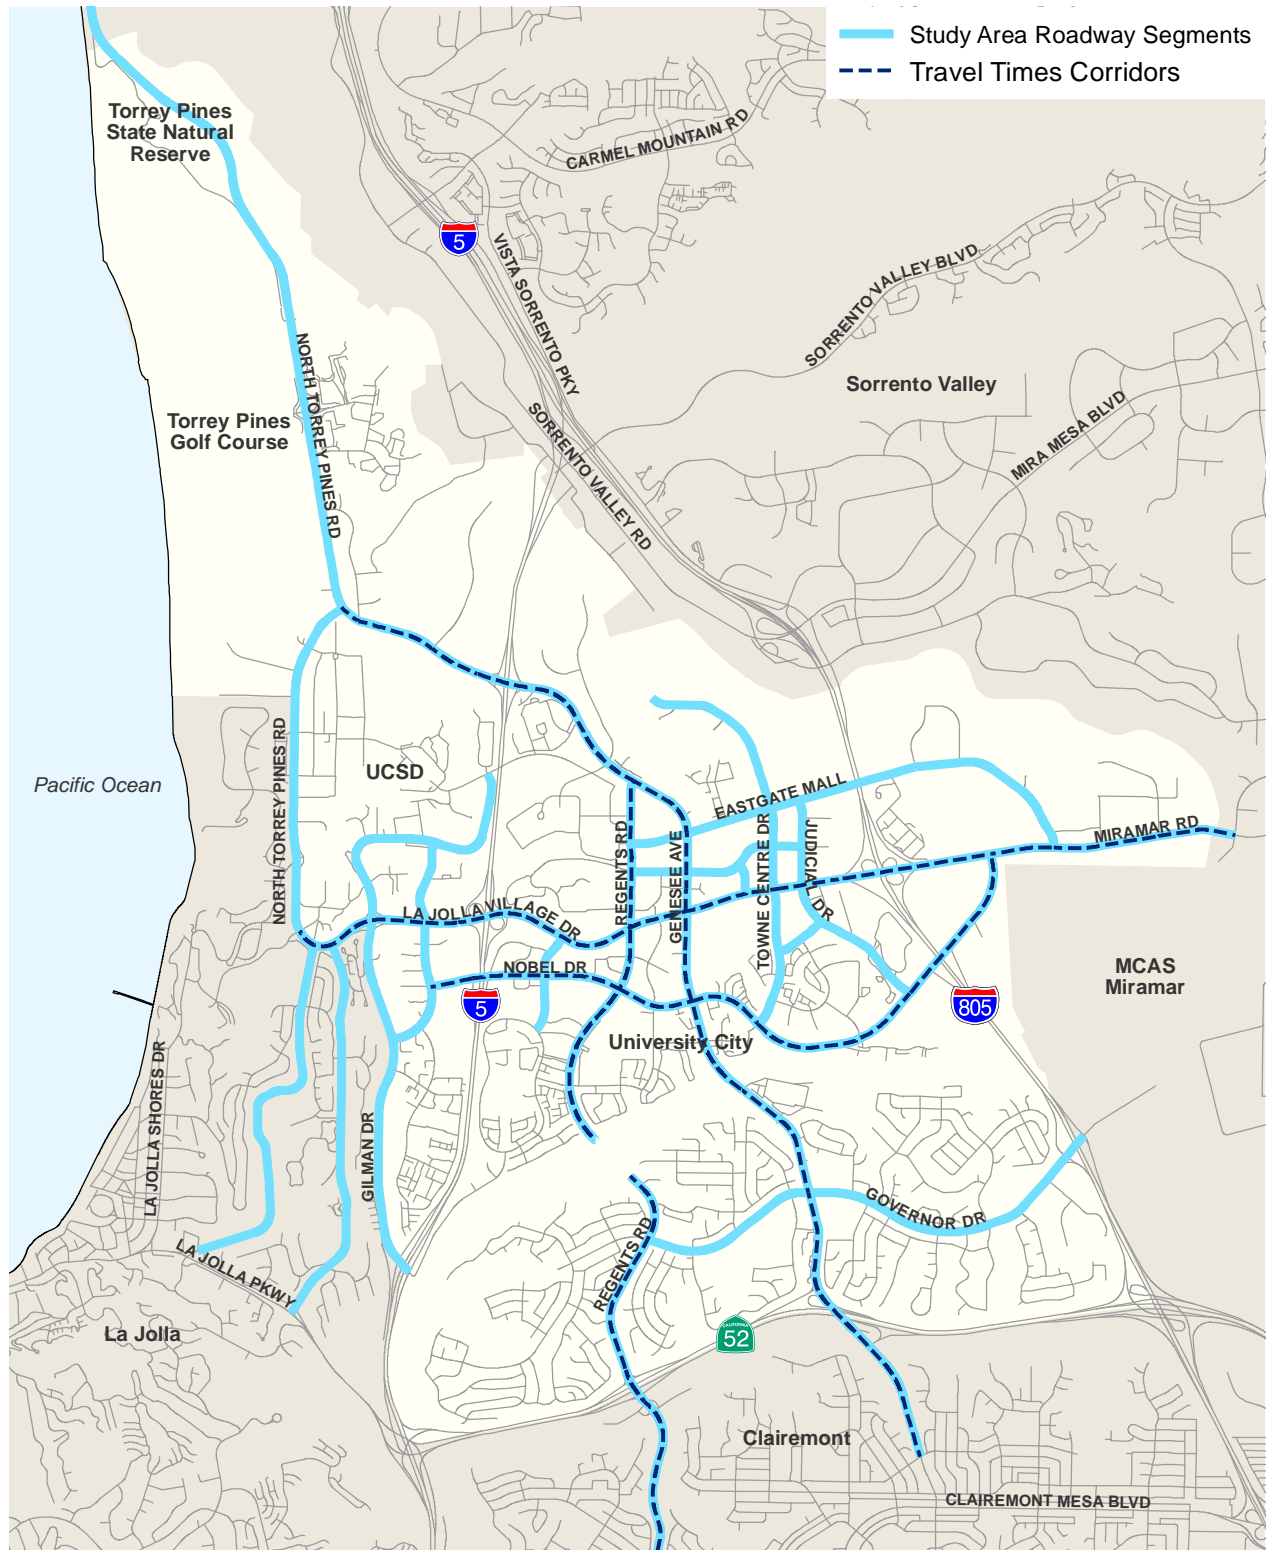 Study Area Roadway Segments
Travel Times Corridors
Torrey Pines
State Natural
Reserve
CARMEL MOUNTAIN RD
5
VISTA SORRENTO PKY
SORRENTO VALLEY BLVD
Sorrento Valley
NORTH TORREY PINES RD
Torrey Pines
Golf Course
MIRA MESA BLVD
SORRENTO VALLEY RD
Pacific Ocean
UCSD
NORTH TORREY PINES RD
EASTGATE MALL
MIRAMAR RD
REGENTS RD
GENESEE AVE
TOWNE CENTRE DR
JUDICIAL DR
LA JOLLA VILLAGE DR
NOBEL DR
MCAS
Miramar
5
805
University City
LA JOLLA SHORES DR
GILMAN DR
GOVERNOR DR
REGENTS RD
LA JOLLA PKWY
La Jolla
CALIFORNIA
52
Clairemont
CLAIREMONT MESA BLVD